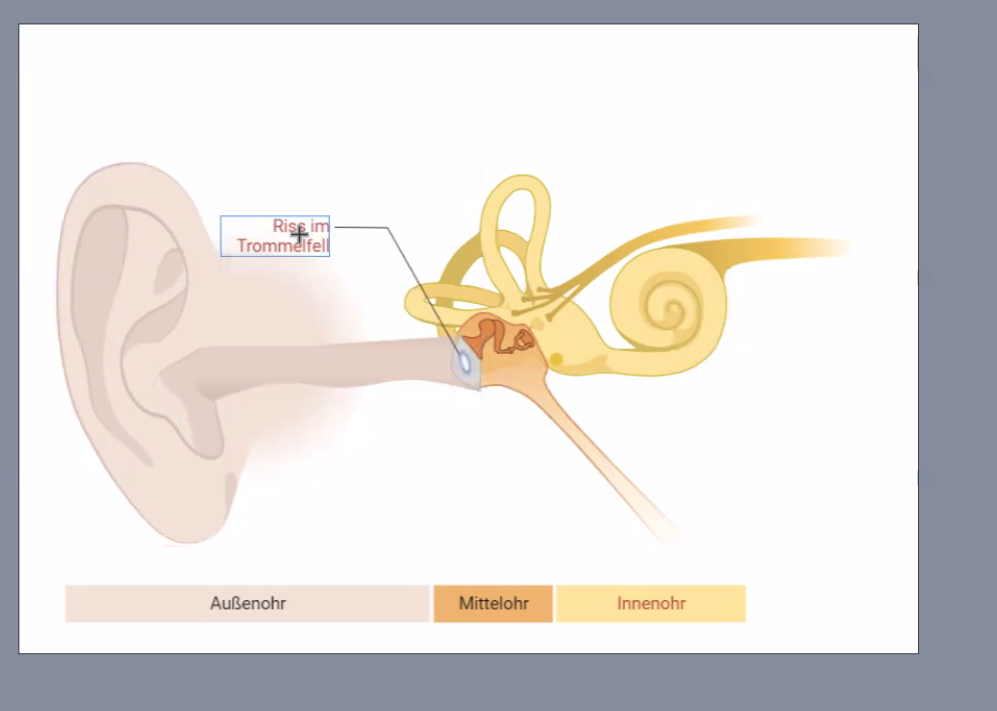 Riss im
Trommelfell
Außenohr
Mittelohr
Innenohr